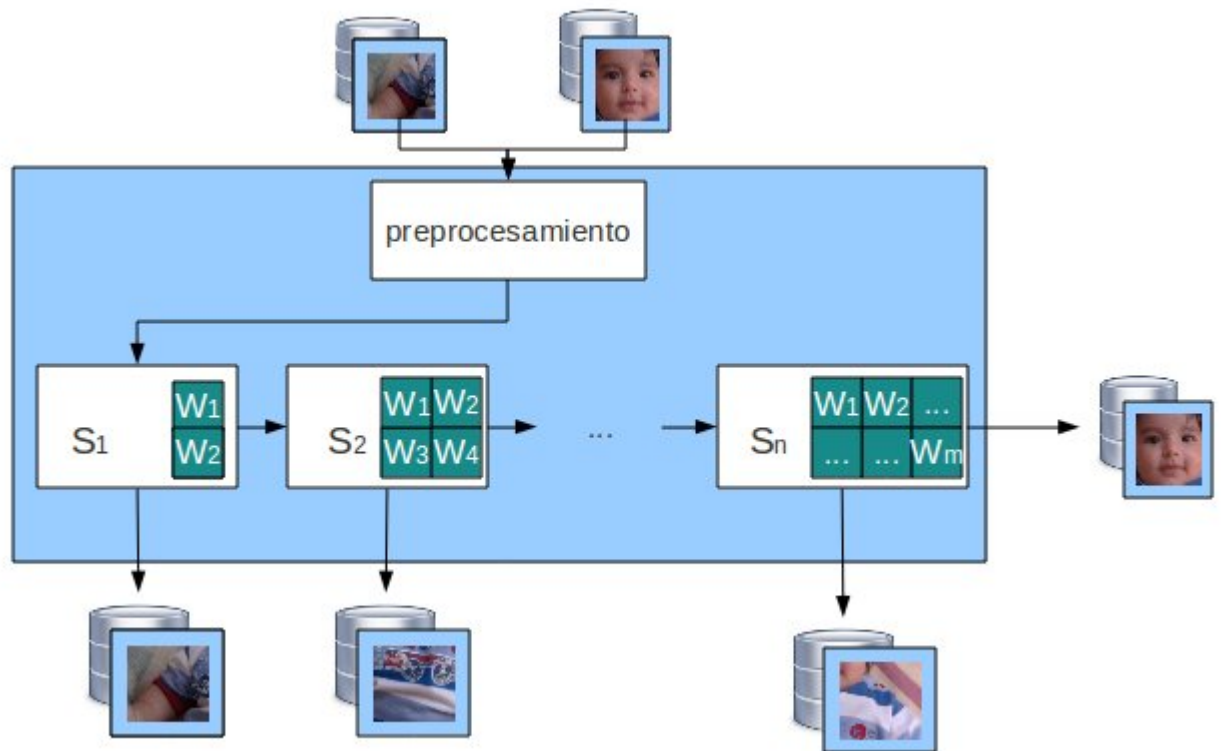 preprocesamiento
S1
W1
W2
S2
W1 W2
W3 W4
...
Sn
W1 W2 ...
... ... Wm